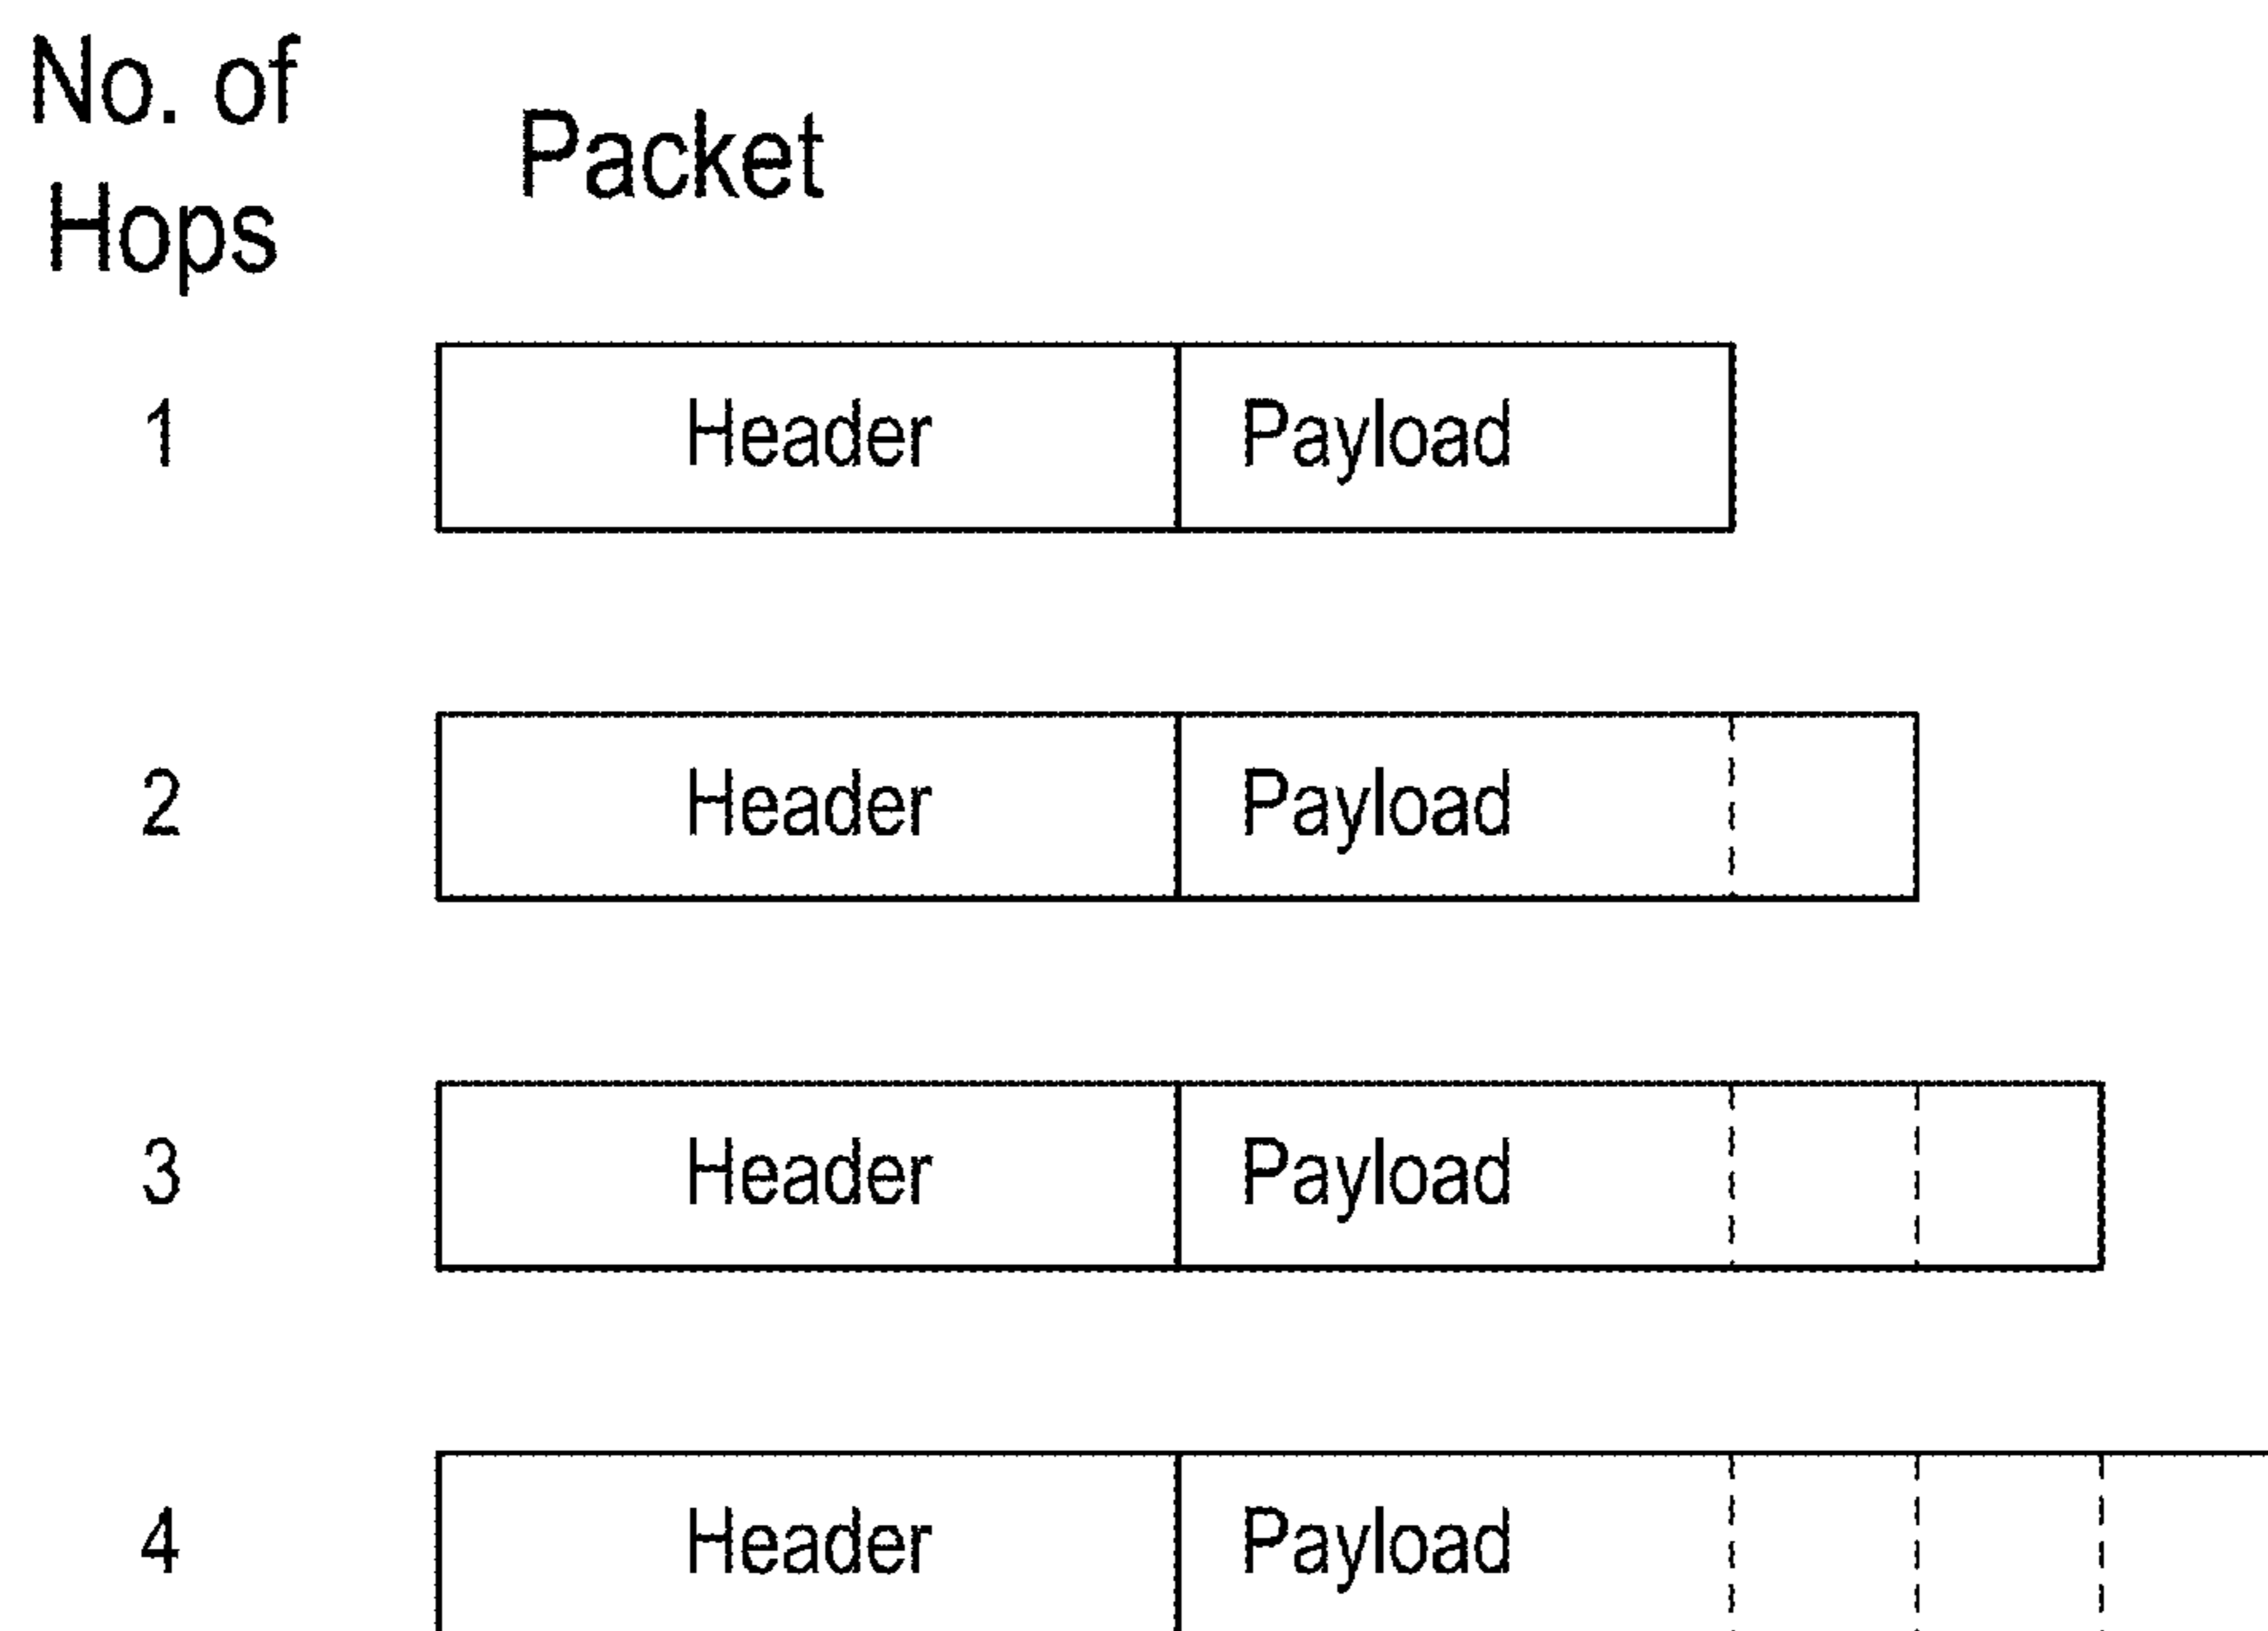 No. of
Hops
Packet
1 Header Payload
2 Header Payload
3 Header Payload
4 Header Payload